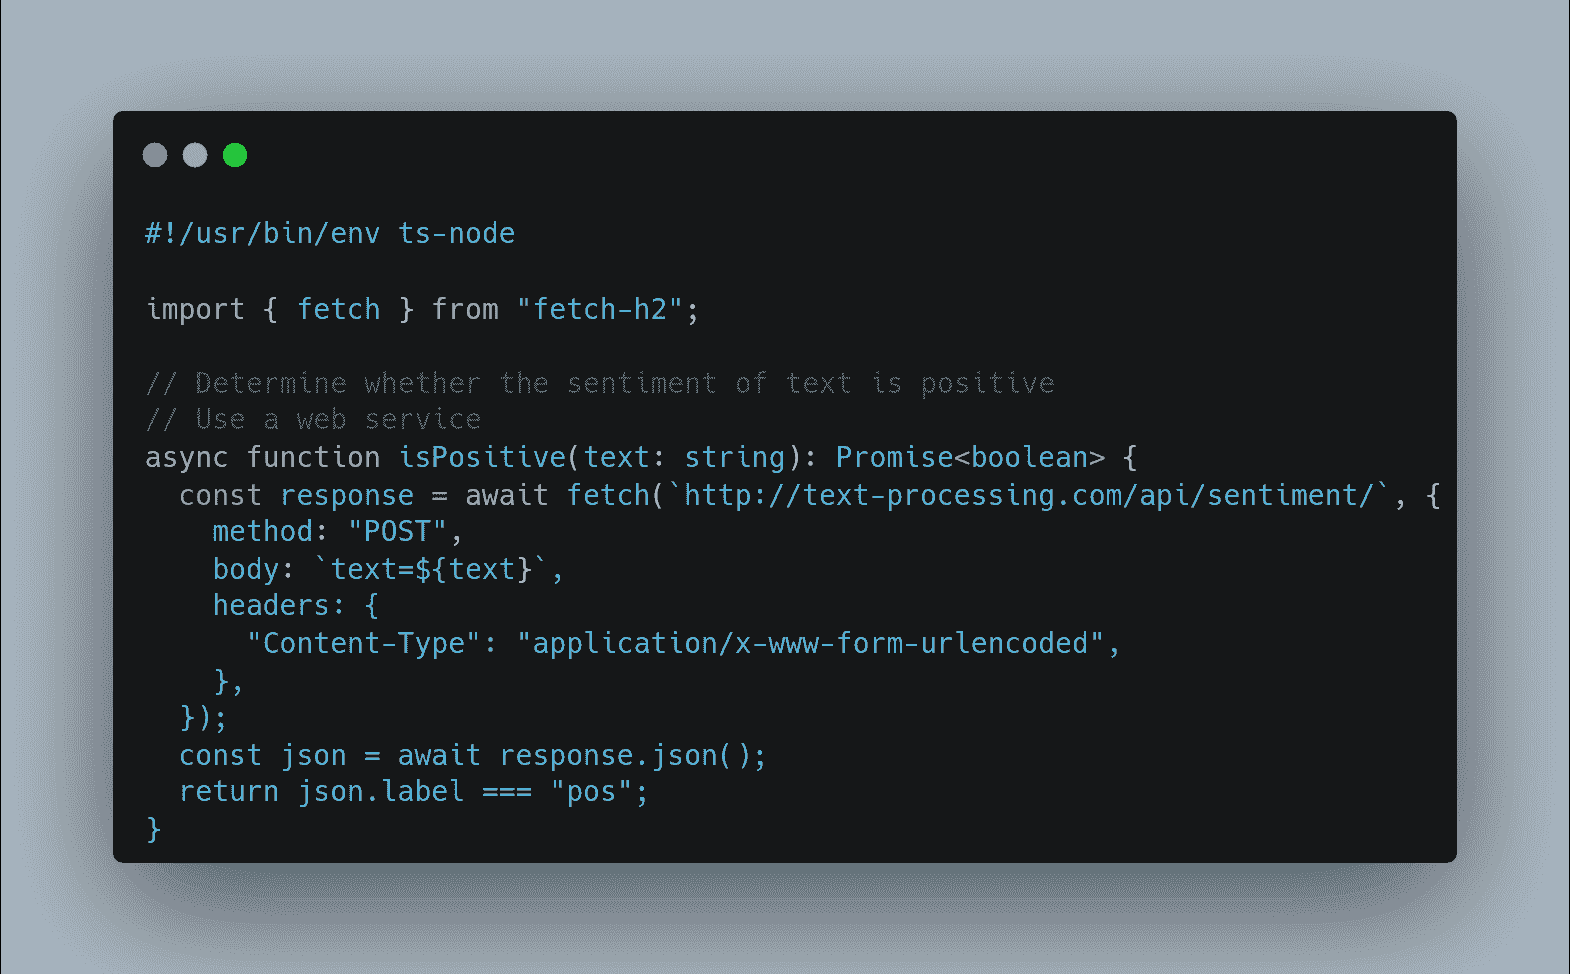 #!/usr/bin/env ts-node
import { fetch } from "fetch-h2";
// Determine whether the sentiment of text is positive
// Use a web service
async function isPositive(text: string): Promise<boolean> {
  const response = await fetch(`http://text-processing.com/api/sentiment/`, {
    method: "POST",
    body: `text=${text}`,
    headers: {
      "Content-Type": "application/x-www-form-urlencoded",
    },
  });
  const json = await response.json();
  return json.label === "pos";
}